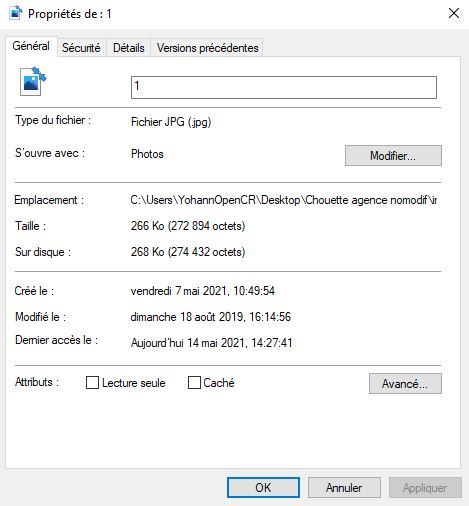 Propriétés de : 1
Général Sécurité Détails Versions précédentes
1
Type du fichier : Fichier JPG (.jpg)
S'ouvre avec : Photos Modifier...
Emplacement : C:\Users\YohannOpenCR\Desktop\Chouette agence nomodif\ir
Taille : 266 Ko (272 894 octets)
Sur disque : 268 Ko (274 432 octets)
Créé le : vendredi 7 mai 2021, 10:49:54
Modifié le : dimanche 18 août 2019, 16:14:56
Dernier accès le : Aujourd'hui 14 mai 2021, 14:27:41
Attributs : Lecture seule Caché Avancé...
OK Annuler Appliquer